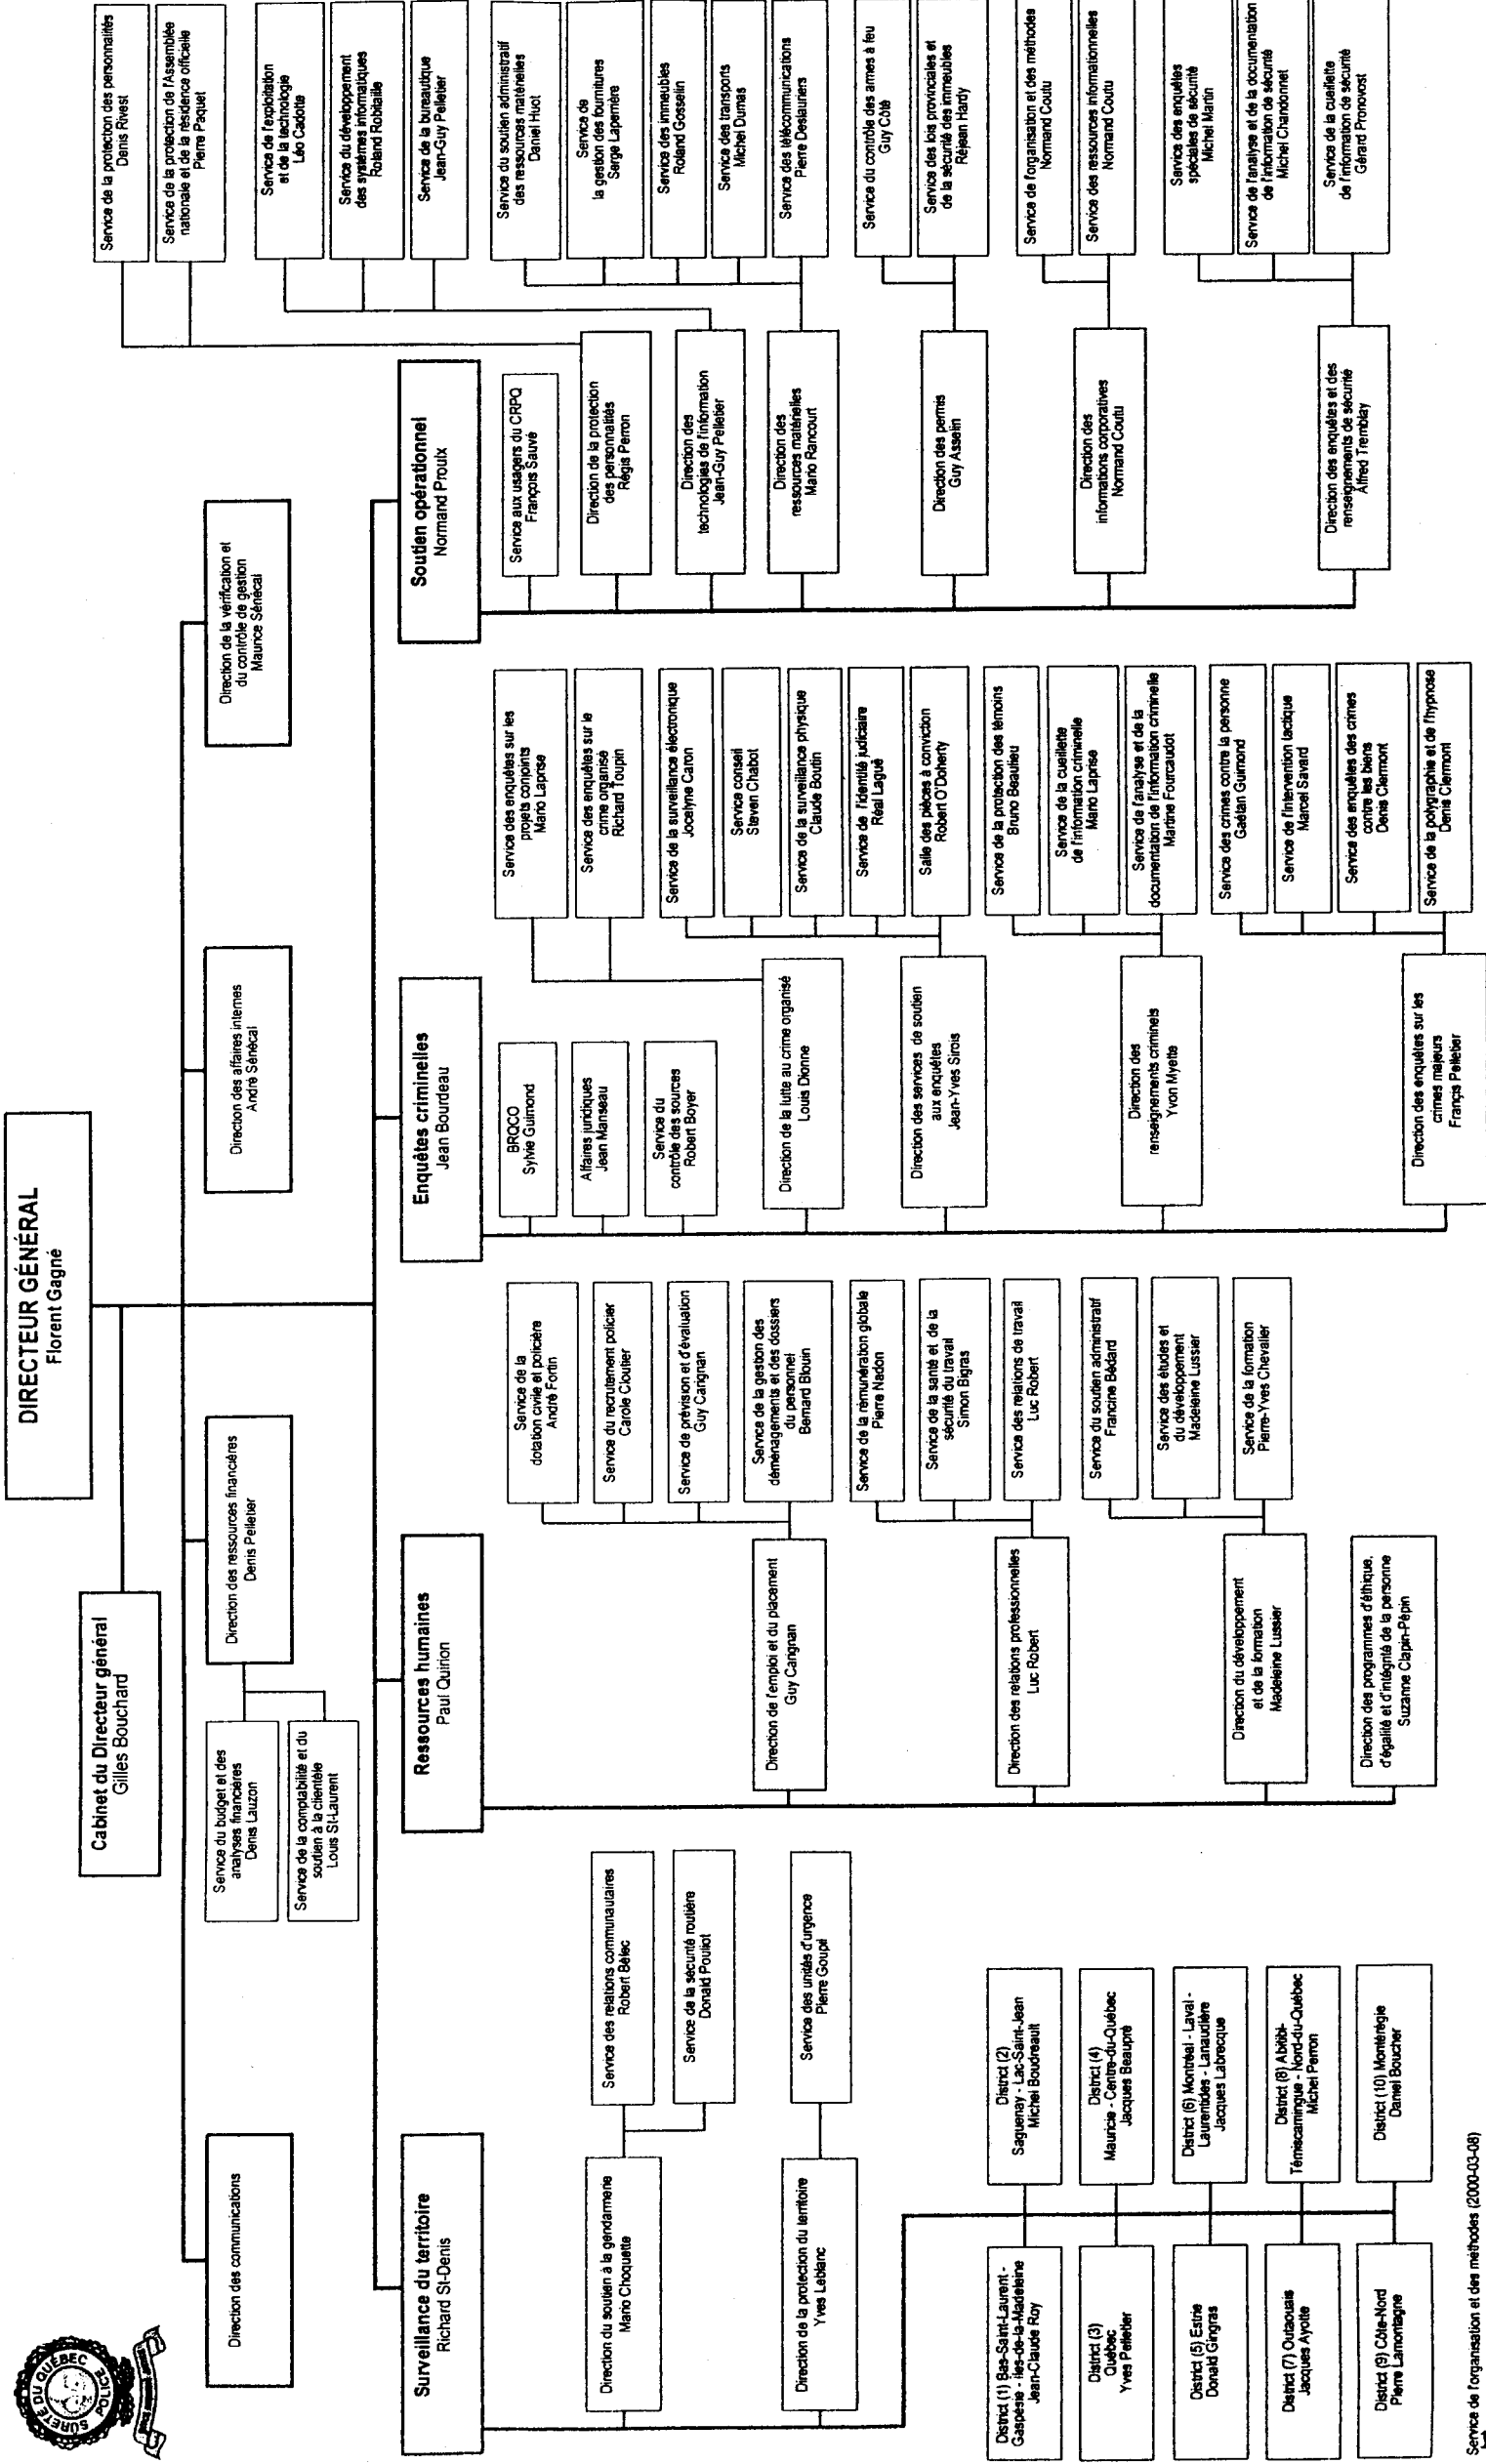 SÛRETÉ DU QUÉBEC
POLICE
DIRECTEUR GÉNÉRAL
Florent Gagné
Cabinet du Directeur général
Gilles Bouchard
Direction des communications
Direction des ressources financières
Denis Pelletier
Service du budget et des
analyses financières
Denis Lauzon
Service de la comptabilité et du
soutien à la clientèle
Louis St-Laurent
Direction des affaires internes
André Sénécal
Direction de la vérification et
du contrôle de gestion
Maurice Sénécal
Surveillance du territoire
Richard St-Denis
Direction du soutien à la gendarmerie
Mario Choquette
Service des relations communautaires
Robert Bélec
Service de la sécurité routière
Donald Pouliot
Direction de la protection du territoire
Yves Leblanc
Service des unités d'urgence
Pierre Goupil
District (1) Bas-Saint-Laurent -
Gaspésie - Iles-de-la-Madeleine
Jean-Claude Roy
District (2)
Saguenay - Lac-Saint-Jean
Michel Boudreault
District (3)
Québec
Yves Pelletier
District (4)
Mauricie - Centre-du-Québec
Jacques Beaupré
District (5) Estrie
Donald Gingras
District (6) Montréal - Laval -
Laurentides - Lanaudière
Jacques Labrecque
District (7) Outaouais
Jacques Ayotte
District (8) Abitibi-
Témiscamingue - Nord-du-Québec
Michel Perron
District (9) Côte-Nord
Pierre Lamontagne
District (10) Montérégie
Daniel Boucher
Ressources humaines
Paul Quirion
Direction de l'emploi et du placement
Guy Carignan
Service de la
dotation civile et policière
André Fortin
Service du recrutement policier
Carole Cloutier
Service de prévision et d'évaluation
Guy Carignan
Service de la gestion des
déménagements et des dossiers
du personnel
Bernard Blouin
Direction des relations professionnelles
Luc Robert
Service de la rémunération globale
Pierre Nadon
Service de la santé et de la
sécurité du travail
Simon Bigras
Service des relations de travail
Luc Robert
Direction du développement
et de la formation
Madeleine Lussier
Service du soutien administratif
Francine Bédard
Service des études et
du développement
Madeleine Lussier
Service de la formation
Pierre-Yves Chevalier
Direction des programmes d'éthique,
d'égalité et d'intégrité de la personne
Suzanne Clapin-Pépin
Enquêtes criminelles
Jean Bourdeau
BRQCO
Sylvie Guimond
Affaires juridiques
Jean Manseau
Service du
contrôle des sources
Robert Boyer
Direction de la lutte au crime organisé
Louis Dionne
Service des enquêtes sur les
projets conjoints
Mario Laprise
Service des enquêtes sur le
crime organisé
Richard Toupin
Direction des services de soutien
aux enquêtes
Jean-Yves Sirois
Service de la surveillance électronique
Jocelyne Caron
Service conseil
Steven Chabot
Service de la surveillance physique
Claude Boutin
Service de l'identité judiciaire
Réal Laguë
Salle des pièces à conviction
Robert O'Doherty
Direction des
renseignements criminels
Yvon Myette
Service de la protection des témoins
Bruno Beaulieu
Service de la cueillette
de l'information criminelle
Mario Laprise
Service de l'analyse et de la
documentation de l'information criminelle
Martine Fourcaudot
Direction des enquêtes sur les
crimes majeurs
Françis Pelletier
Service des crimes contre la personne
Gaétan Guimond
Service de l'intervention tactique
Marcel Savard
Service des enquêtes des crimes
contre les biens
Denis Clermont
Service de la polygraphie et de l'hypnose
Denis Clermont
Soutien opérationnel
Normand Proulx
Service aux usagers du CRPQ
François Sauvé
Direction de la protection
des personnalités
Régis Perron
Service de la protection des personnalités
Denis Rivest
Service de la protection de l'Assemblée
nationale et de la résidence officielle
Pierre Paquet
Direction des
technologies de l'information
Jean-Guy Pelletier
Service de l'exploitation
et de la technologie
Léo Cadotte
Service du développement
des systèmes informatiques
Roland Robitaille
Service de la bureautique
Jean-Guy Pelletier
Direction des
ressources matérielles
Mario Rancourt
Service du soutien administratif
des ressources matérielles
Daniel Huot
Service de
la gestion des fournitures
Serge Laperrière
Service des immeubles
Roland Gosselin
Service des transports
Michel Dumas
Service des télécommunications
Pierre Deslauriers
Direction des permis
Guy Asselin
Service du contrôle des armes à feu
Guy Côté
Service des lois provinciales et
de la sécurité des immeubles
Réjean Hardy
Direction des
informations corporatives
Normand Coutu
Service de l'organisation et des méthodes
Normand Coutu
Service des ressources informationnelles
Normand Coutu
Direction des enquêtes et des
renseignements de sécurité
Alfred Tremblay
Service des enquêtes
spéciales de sécurité
Michel Martin
Service de l'analyse et de la documentation
de l'information de sécurité
Michel Chandonnet
Service de la cueillette
de l'information de sécurité
Gérard Pronovost
Service de l'organisation et des méthodes (2000-03-08)